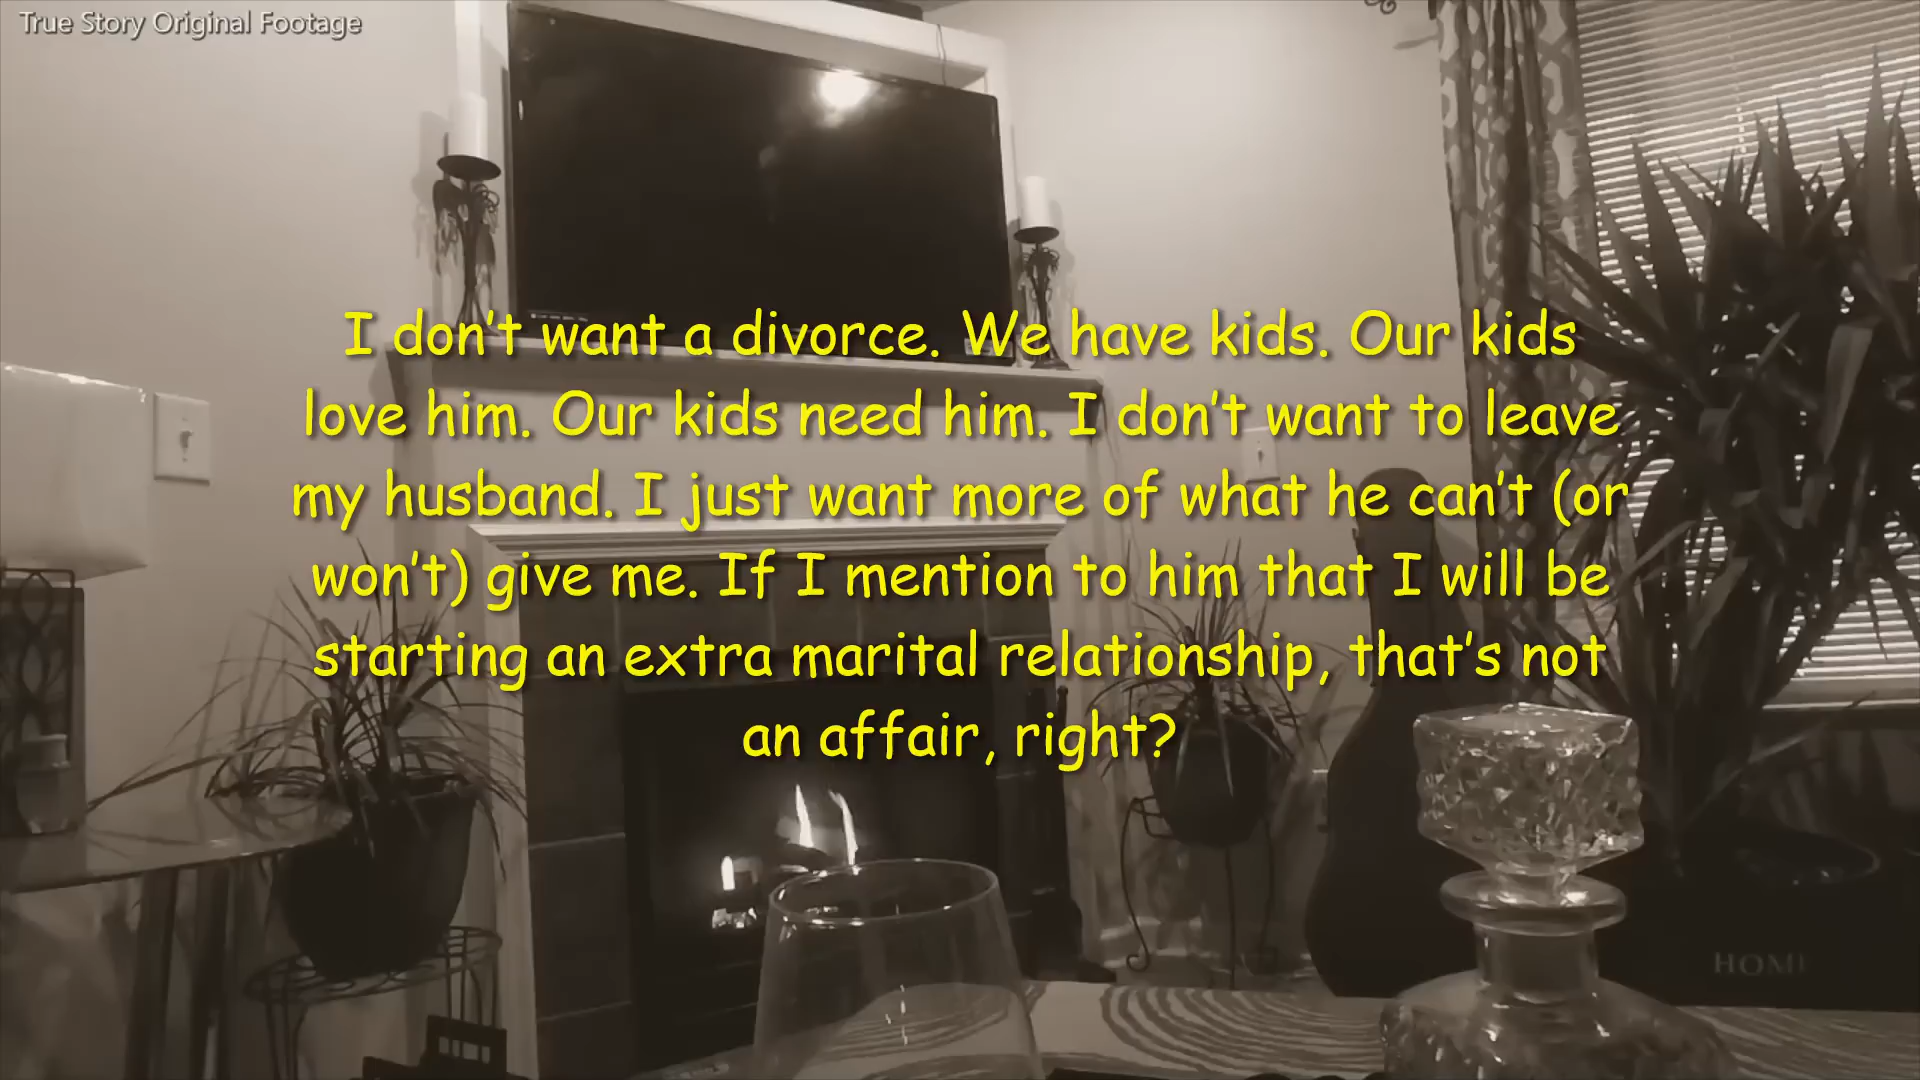 True Story Original Footage
I don't want a divorce. We have kids. Our kids
love him. Our kids need him. I don't want to leave
my husband. I just want more of what he can't (or
won't) give me. If I mention to him that I will be
starting an extra marital relationship, that's not
an affair, right?
HOME